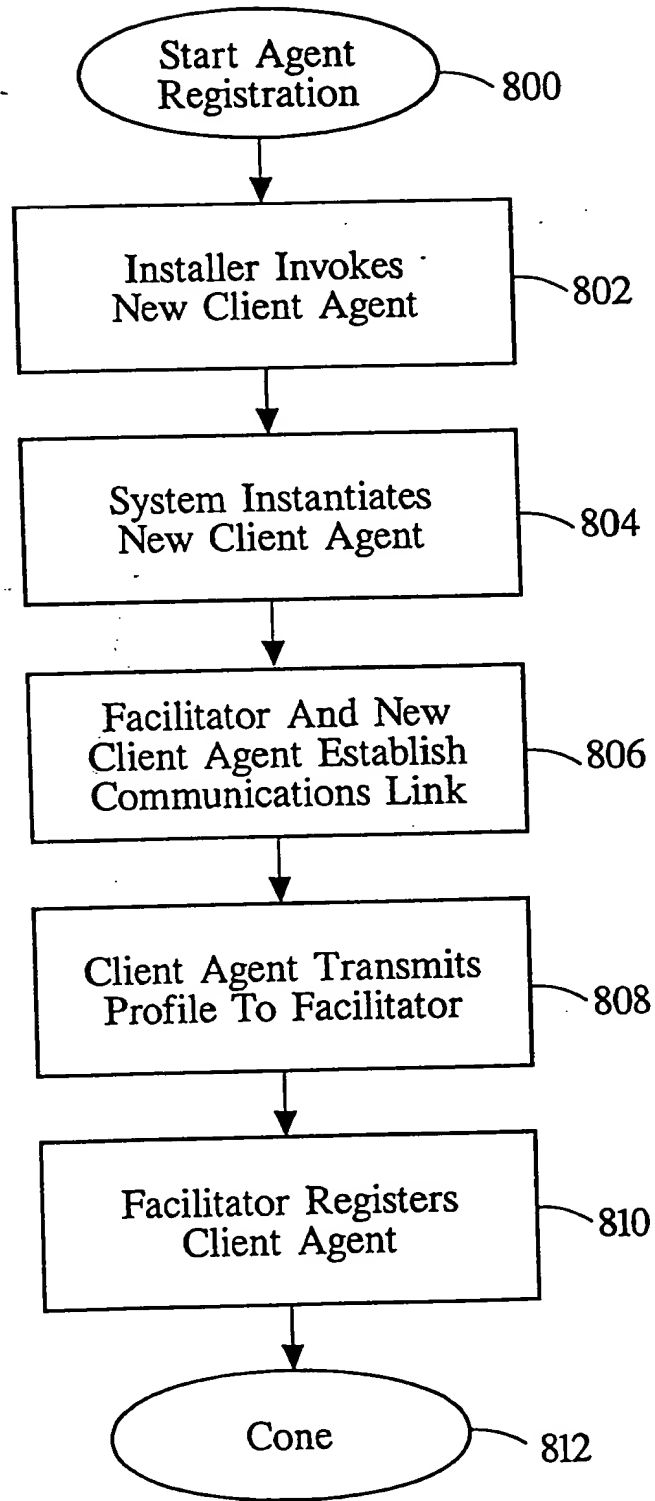 Start Agent
Registration
800
Installer Invokes
New Client Agent
802
System Instantiates
New Client Agent
804
Facilitator And New
Client Agent Establish
Communications Link
806
Client Agent Transmits
Profile To Facilitator
808
Facilitator Registers
Client Agent
810
Cone
812